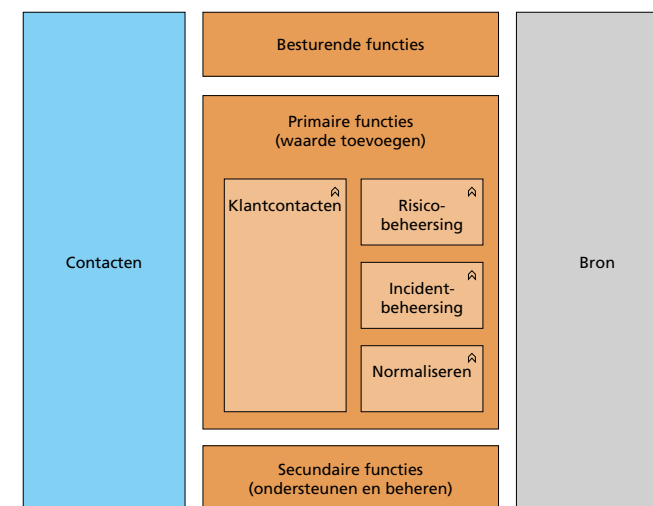 Besturende functies
Primaire functies
(waarde toevoegen)
Klantcontacten
Risico-
beheersing
Incident-
beheersing
Normaliseren
Contacten
Bron
Secundaire functies
(ondersteunen en beheren)